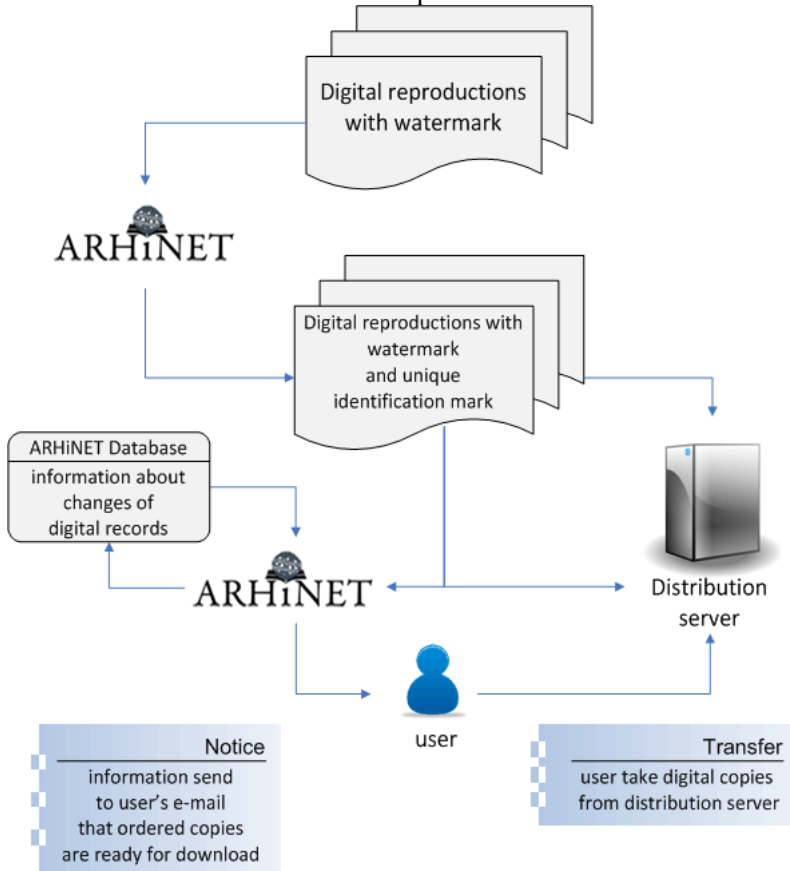 Digital reproductions
with watermark
ARHiNET
Digital reproductions with
watermark
and unique
identification mark
ARHiNET Database
information about
changes of
digital records
ARHiNET
Distribution
server
user
Notice
information send
to user's e-mail
that ordered copies
are ready for download
Transfer
user take digital copies
from distribution server